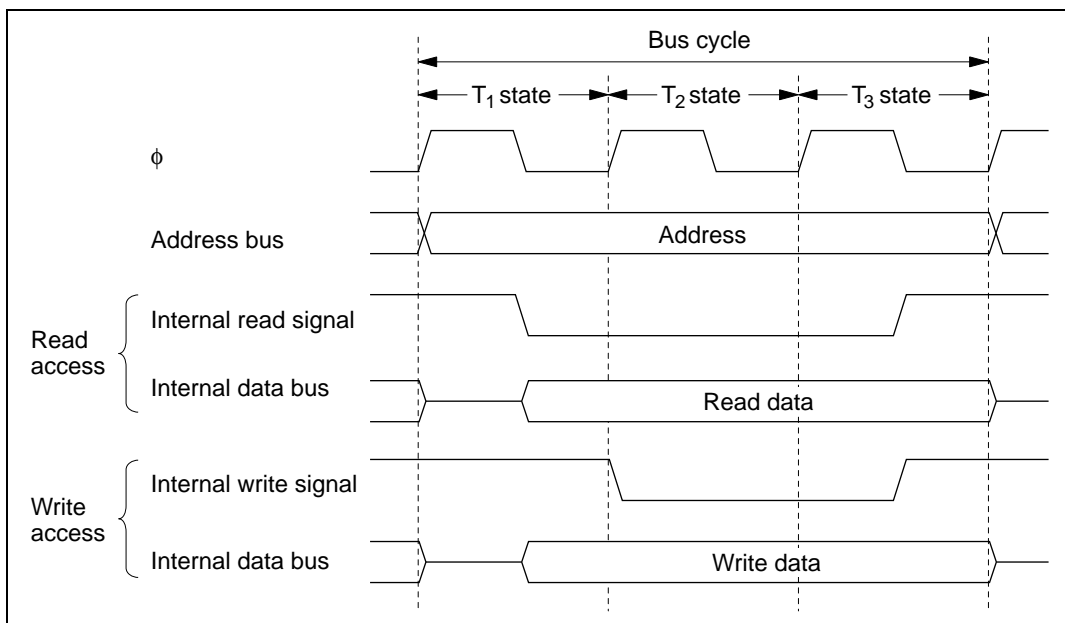 Bus cycle
T1 state
T2 state
T3 state
ϕ
Address bus
Address
Read
access
Internal read signal
Internal data bus
Read data
Write
access
Internal write signal
Internal data bus
Write data